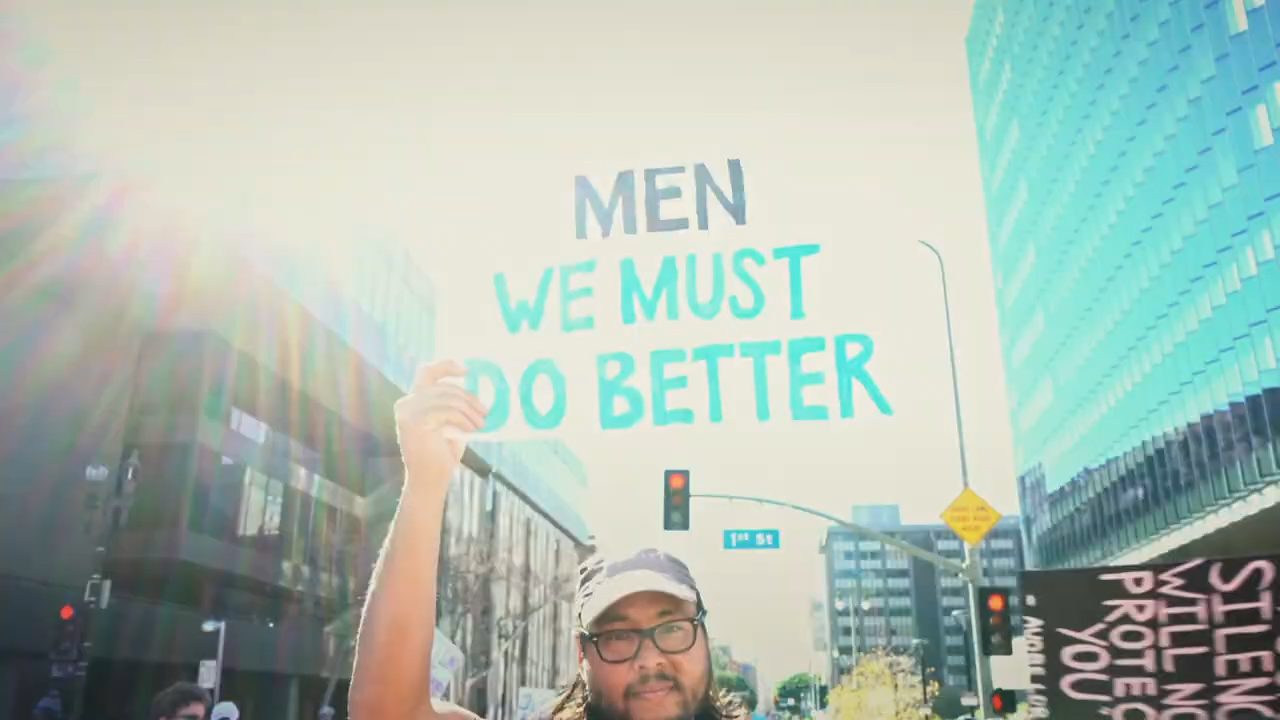 MEN
WE MUST
DO BETTER
1st St
SILENC
WILL NO
PROTEC
YOU"